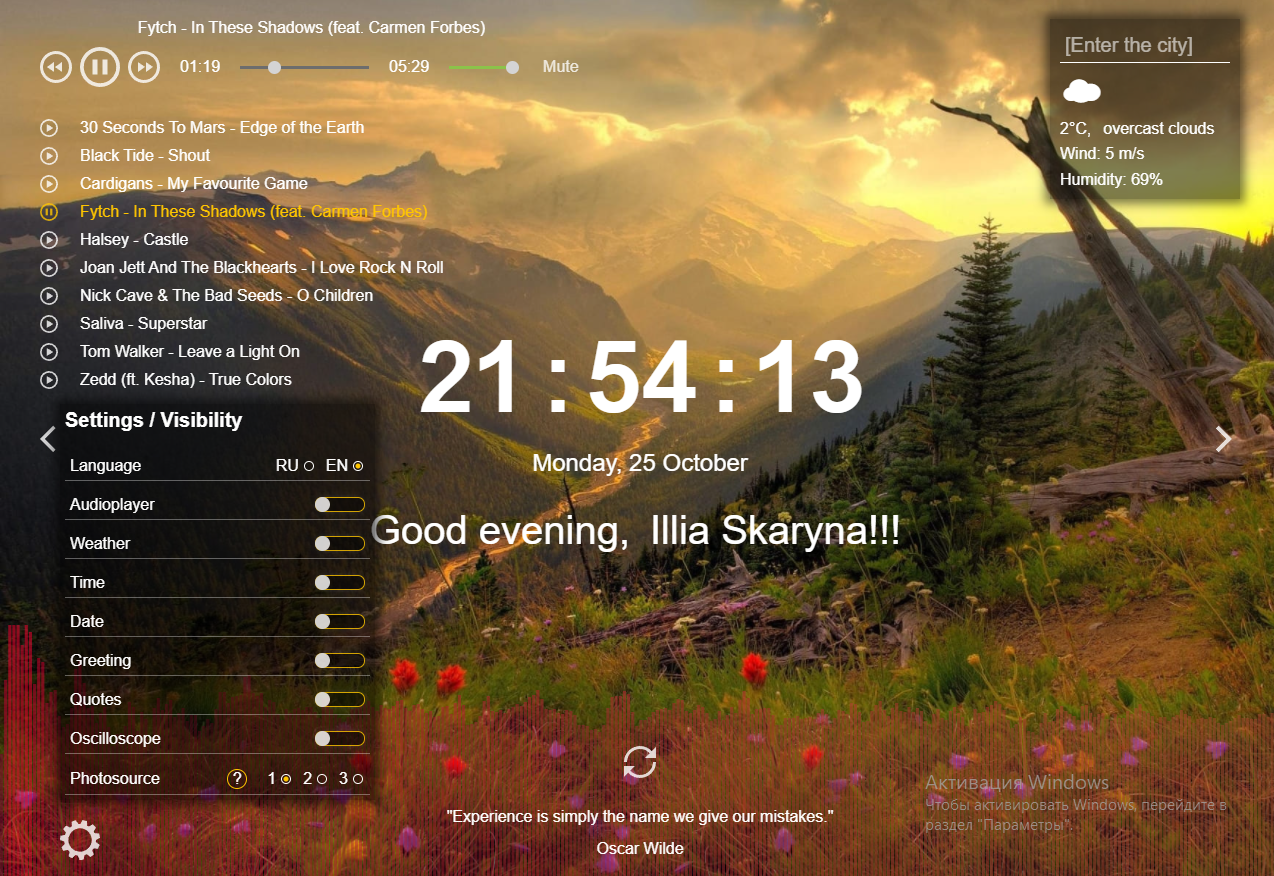 Fytch - In These Shadows (feat. Carmen Forbes)
01:19 05:29 Mute
30 Seconds To Mars - Edge of the Earth
Black Tide - Shout
Cardigans - My Favourite Game
Fytch - In These Shadows (feat. Carmen Forbes)
Halsey - Castle
Joan Jett And The Blackhearts - I Love Rock N Roll
Nick Cave & The Bad Seeds - O Children
Saliva - Superstar
Tom Walker - Leave a Light On
Zedd (ft. Kesha) - True Colors
[Enter the city]
2°C, overcast clouds
Wind: 5 m/s
Humidity: 69%
21:54:13
Monday, 25 October
Good evening, Illia Skaryna!!!
Settings / Visibility
Language RU EN
Audioplayer
Weather
Time
Date
Greeting
Quotes
Oscilloscope
Photosource ? 1 2 3
"Experience is simply the name we give our mistakes."
Oscar Wilde
Активация Windows
Чтобы активировать Windows, перейдите в
раздел "Параметры".